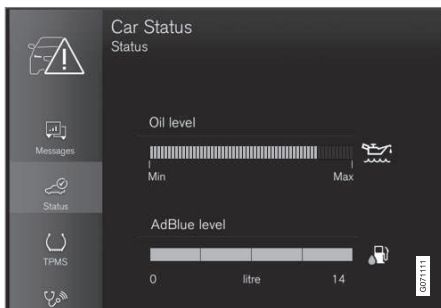 Car Status
Status
Messages
Status
TPMS
Oil level
Min Max
AdBlue level
0 litre 14
G071111